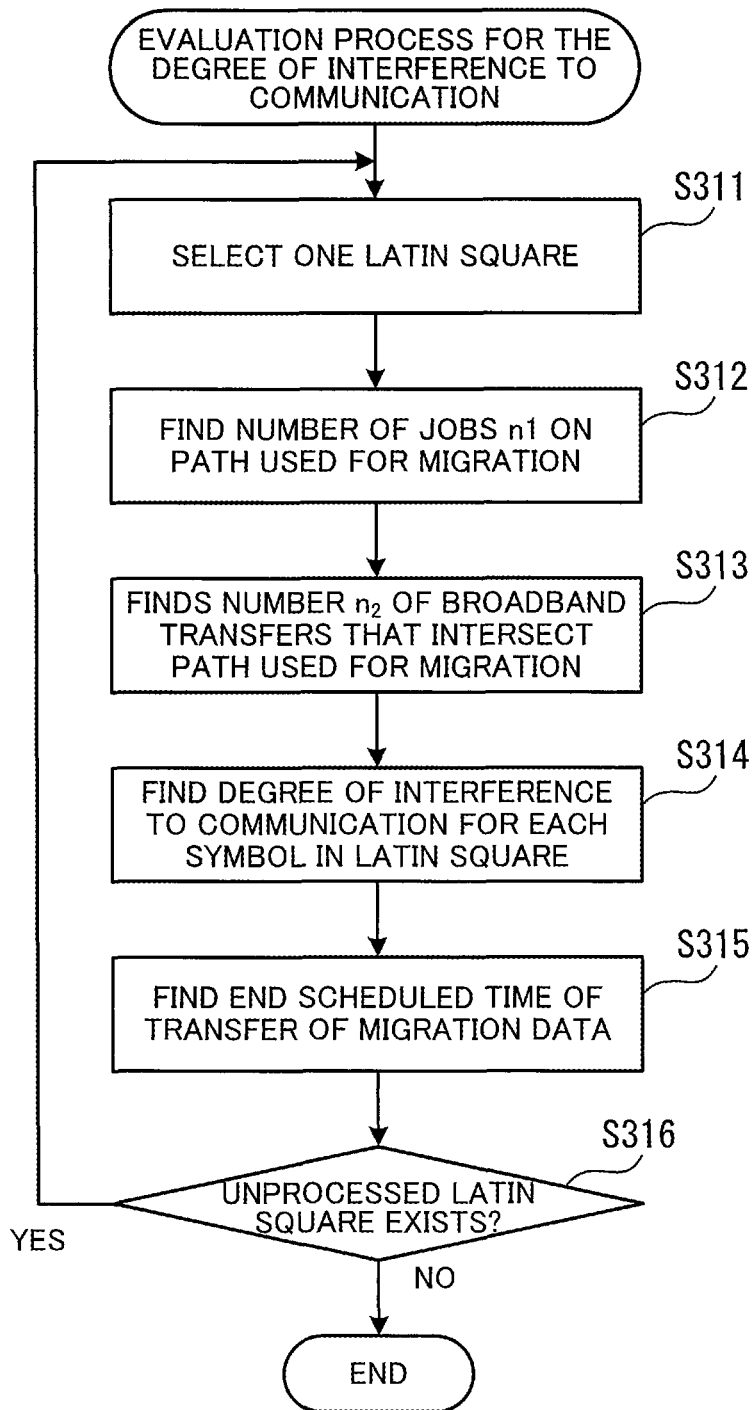 EVALUATION PROCESS FOR THE
DEGREE OF INTERFERENCE TO
COMMUNICATION
S311
SELECT ONE LATIN SQUARE
S312
FIND NUMBER OF JOBS n1 ON
PATH USED FOR MIGRATION
S313
FINDS NUMBER n₂ OF BROADBAND
TRANSFERS THAT INTERSECT
PATH USED FOR MIGRATION
S314
FIND DEGREE OF INTERFERENCE
TO COMMUNICATION FOR EACH
SYMBOL IN LATIN SQUARE
S315
FIND END SCHEDULED TIME OF
TRANSFER OF MIGRATION DATA
S316
UNPROCESSED LATIN
SQUARE EXISTS?
YES
NO
END